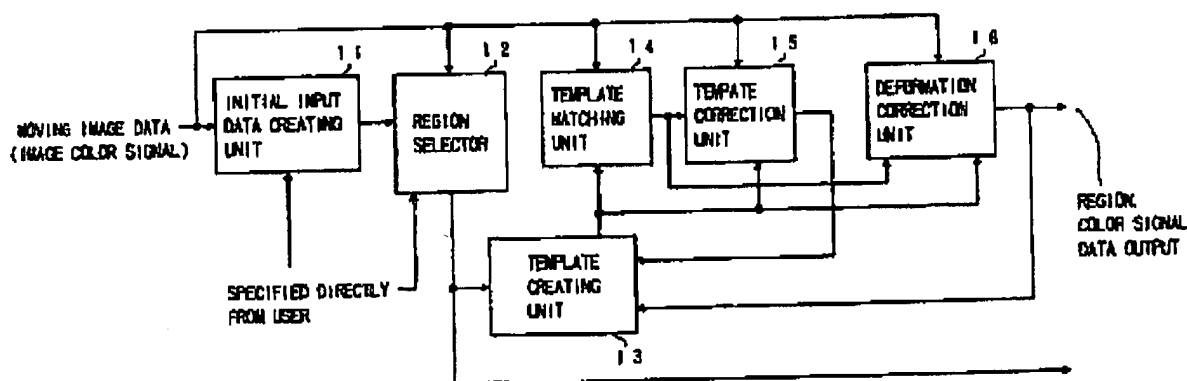 11
12
14
15
16
INITIAL INPUT
DATA CREATING
UNIT
REGION
SELECTOR
TEMPLATE
MATCHING
UNIT
TEMPATE
CORRECTION
UNIT
DEFORMATION
CORRECTION
UNIT
MOVING IMAGE DATA
(IMAGE COLOR SIGNAL)
REGION,
COLOR SIGNAL
DATA OUTPUT
TEMPLATE
CREATING
UNIT
SPECIFIED DIRECTLY
FROM USER
13